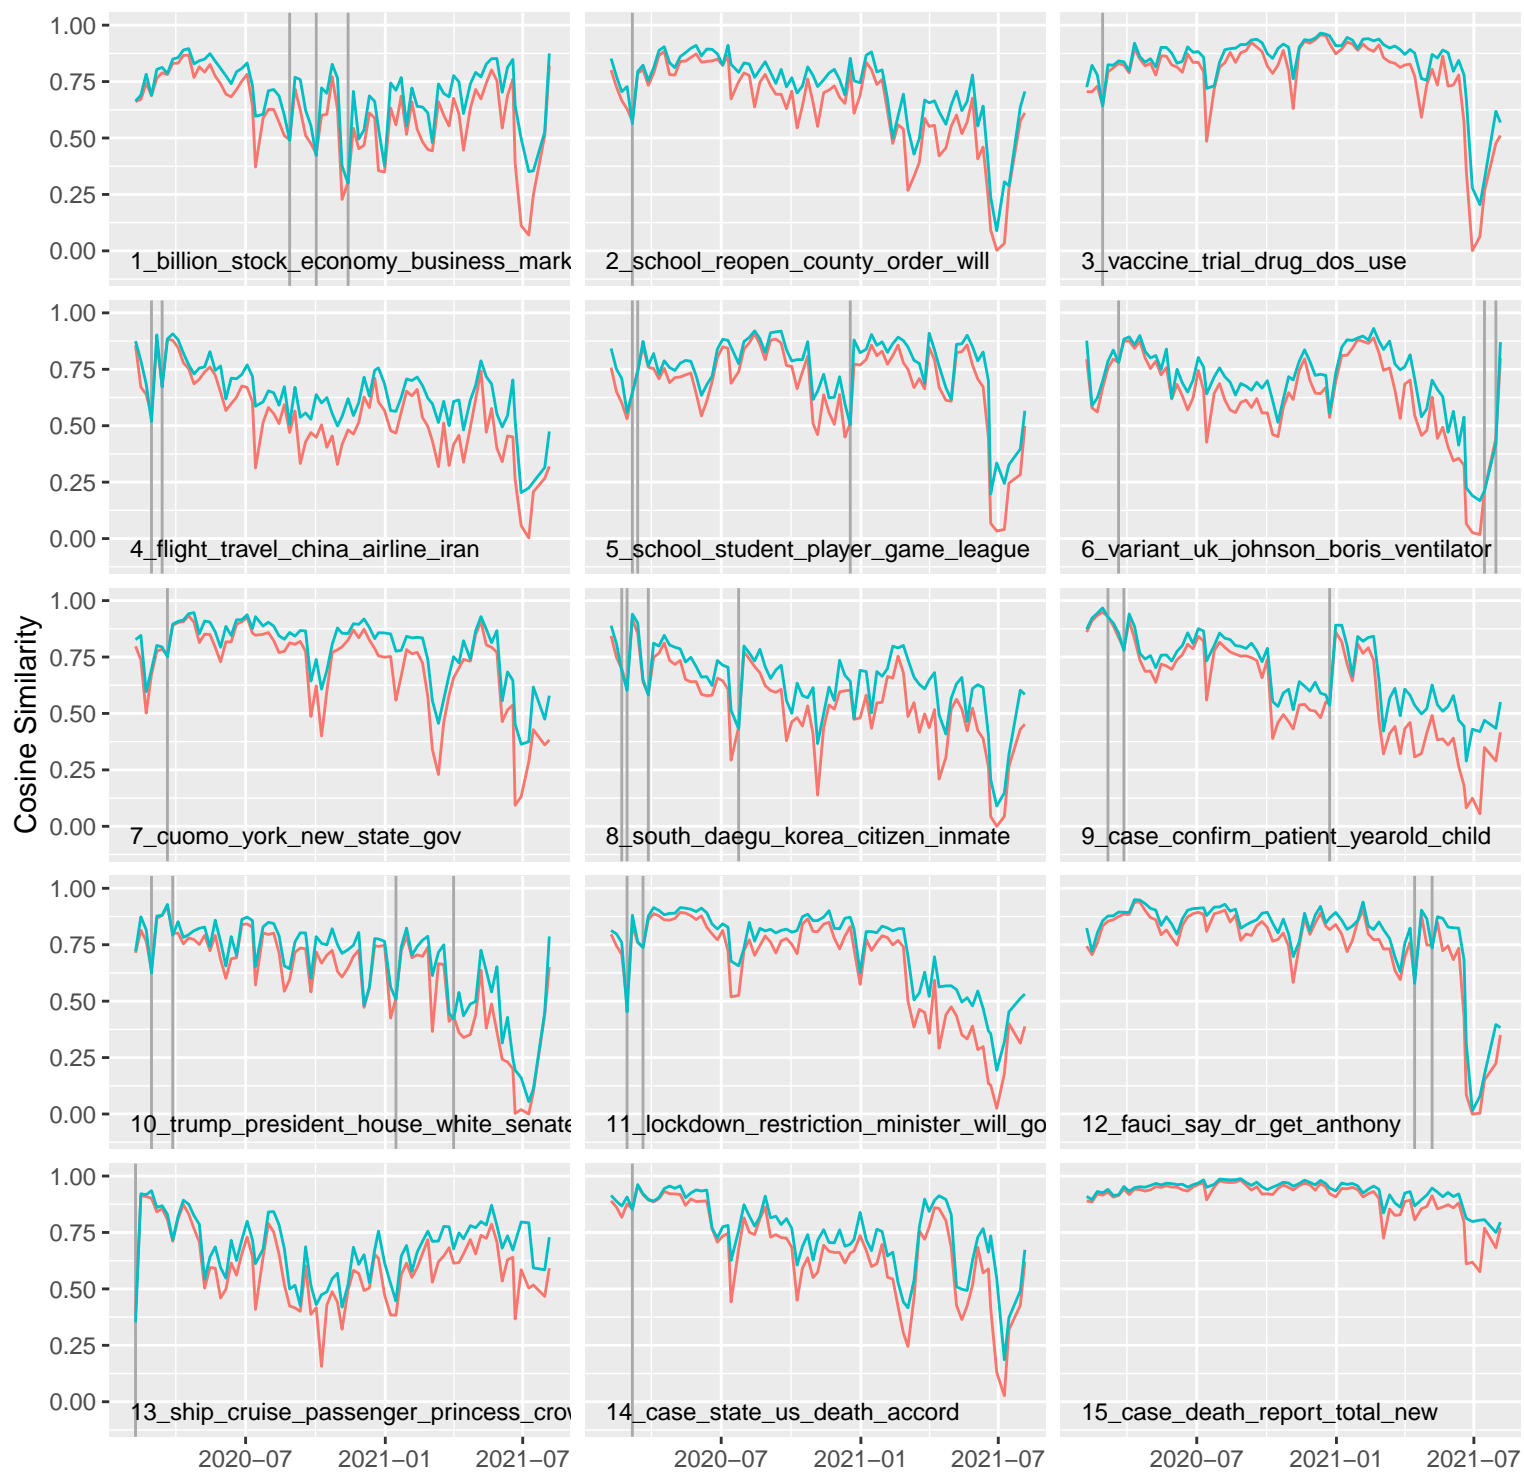 1.00
0.75
0.50
0.25
0.00
1_billion_stock_economy_business_mark
2_school_reopen_county_order_will
3_vaccine_trial_drug_dos_use
1.00
0.75
0.50
0.25
0.00
4_flight_travel_china_airline_iran
5_school_student_player_game_league
6_variant_uk_johnson_boris_ventilator
Cosine Similarity
1.00
0.75
0.50
0.25
0.00
7_cuomo_york_new_state_gov
8_south_daegu_korea_citizen_inmate
9_case_confirm_patient_yearold_child
1.00
0.75
0.50
0.25
0.00
10_trump_president_house_white_senate
11_lockdown_restriction_minister_will_go
12_fauci_say_dr_get_anthony
1.00
0.75
0.50
0.25
0.00
13_ship_cruise_passenger_princess_crow
14_case_state_us_death_accord
15_case_death_report_total_new
2020−07 2021−01 2021−07 2020−07 2021−01 2021−07 2020−07 2021−01 2021−07